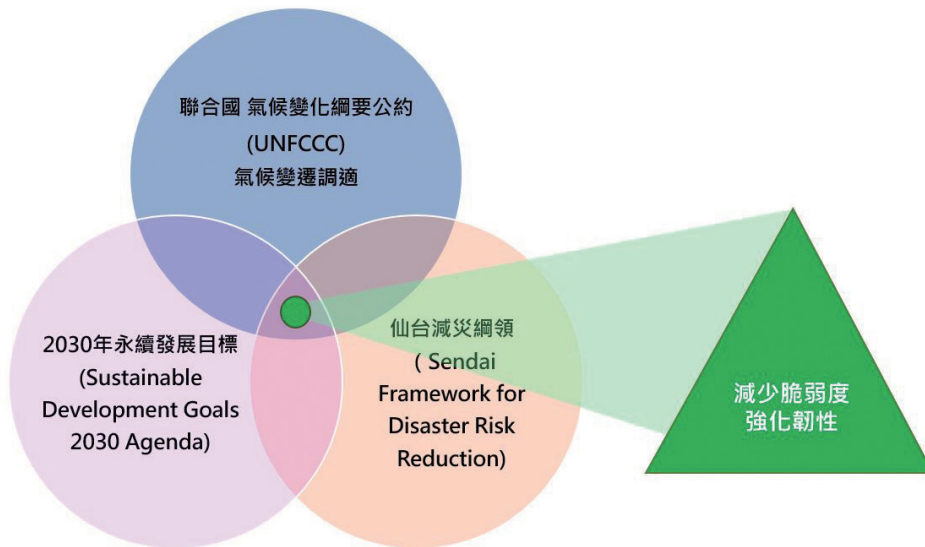 聯合國 氣候變化綱要公約
(UNFCCC)
氣候變遷調適
2030年永續發展目標
(Sustainable
Development Goals
2030 Agenda)
仙台減災綱領
( Sendai
Framework for
Disaster Risk
Reduction)
減少脆弱度
強化韌性